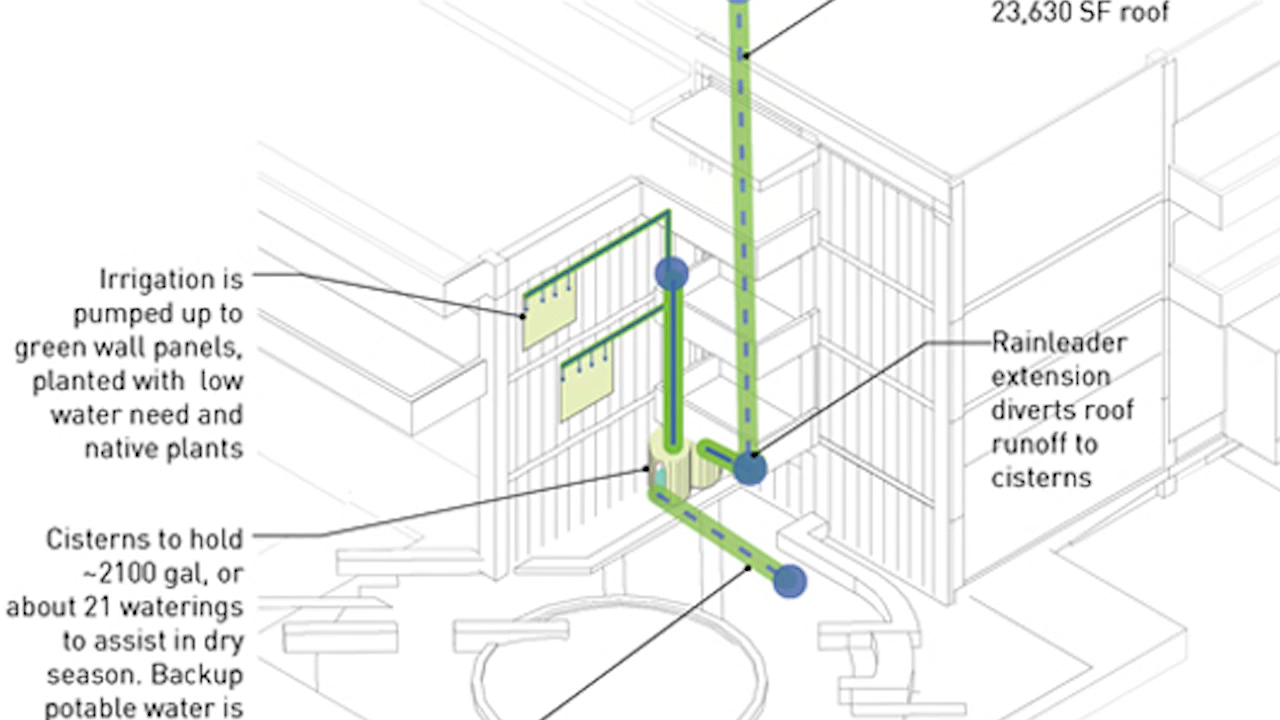 23,630 SF roof
Irrigation is
pumped up to
green wall panels,
planted with low
water need and
native plants
Rainleader
extension
diverts roof
runoff to
cisterns
Cisterns to hold
~2100 gal, or
about 21 waterings
to assist in dry
season. Backup
potable water is